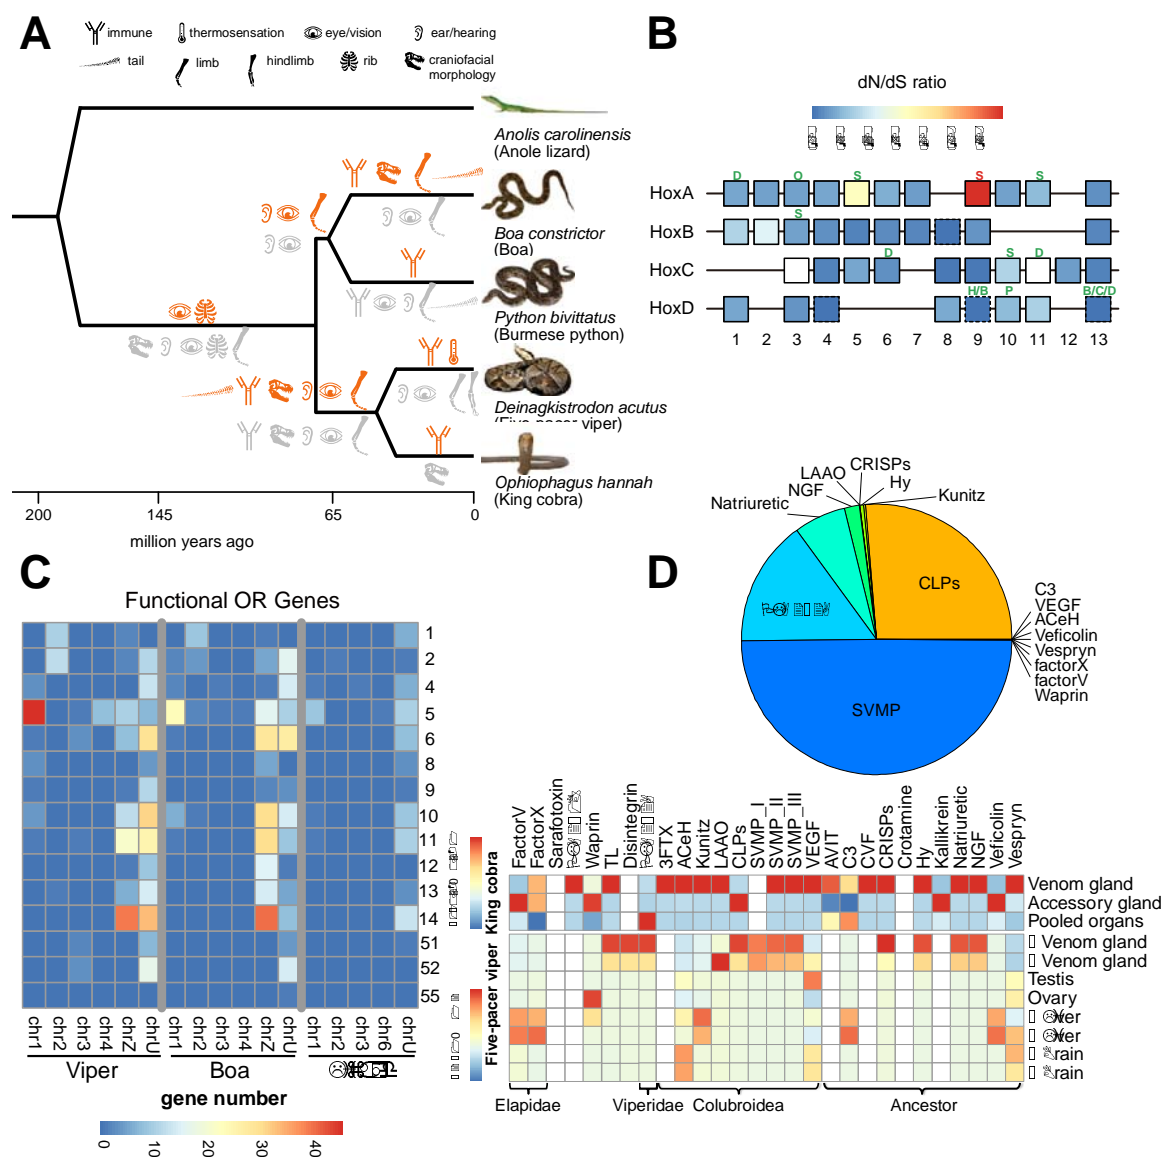 A
immune
thermosensation
eye/vision
ear/hearing
tail
limb
hindlimb
rib
craniofacial
morphology
Anolis carolinensis
(Anole lizard)
Boa constrictor
(Boa)
Python bivittatus
(Burmese python)
Deinagkistrodon acutus
(Five-pacer viper)
Ophiophagus hannah
(King cobra)
200 145 65 0
million years ago
B
dN/dS ratio
D O S S S
HoxA
S
HoxB
D S D
HoxC
H/B P B/C/D
HoxD
1 2 3 4 5 6 7 8 9 10 11 12 13
C
Functional OR Genes
1
2
4
5
6
8
9
10
11
12
13
14
51
52
55
chr1 chr2 chr3 chr4 chrZ chrU chr1 chr2 chr3 chr4 chrZ chrU chr1 chr2 chr3 chr4 chr6 chrU
Viper Boa
gene number
0 10 20 30 40
D
CRISPs
LAAO
Hy
NGF
Kunitz
Natriuretic
CLPs
SVMP
C3
VEGF
ACeH
Veficolin
Vespryn
factorX
factorV
Waprin
FactorV FactorX Sarafotoxin Waprin TL Disintegrin 3FTX ACeH Kunitz LAAO CLPs SVMP_I SVMP_II SVMP_III VEGF AVIT C3 CVF CRISPs Crotamine Hy Kallikrein Natriuretic NGF Veficolin Vespryn
King cobra
Venom gland
Accessory gland
Pooled organs
Five-pacer viper
Venom gland
Venom gland
Testis
Ovary
ver
ver
rain
rain
Elapidae Viperidae Colubroidea Ancestor